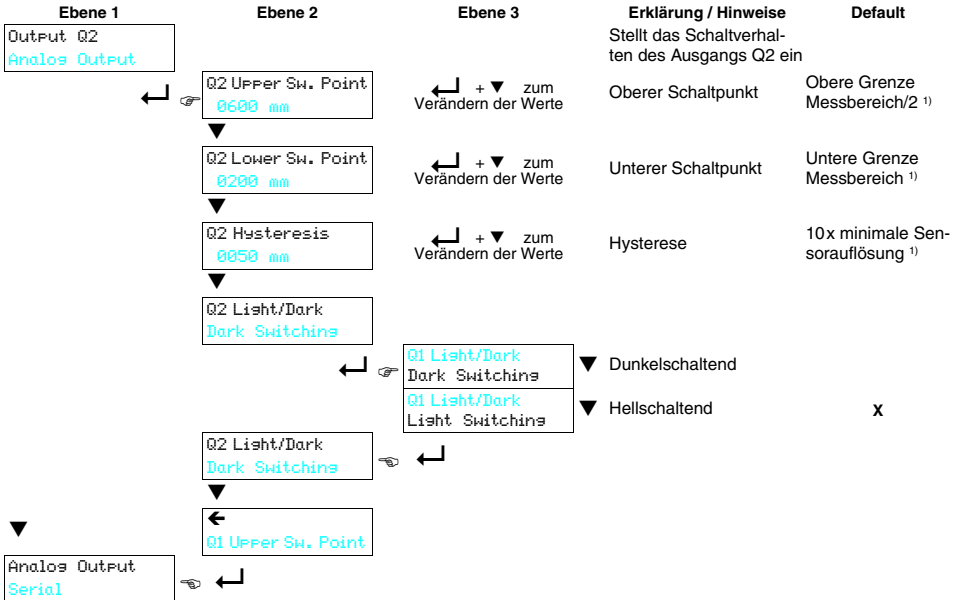 Ebene 1 Ebene 2 Ebene 3 Erklärung / Hinweise Default
Output Q2
Analog Output
Stellt das Schaltverhal-
ten des Ausgangs Q2 ein
Q2 Upper Sw. Point
0600 mm
+ ▼ zum
Verändern der Werte
Oberer Schaltpunkt
Obere Grenze
Messbereich/2 1)
Q2 Lower Sw. Point
0200 mm
+ ▼ zum
Verändern der Werte
Unterer Schaltpunkt
Untere Grenze
Messbereich 1)
Q2 Hysteresis
0050 mm
+ ▼ zum
Verändern der Werte
Hysterese
10x minimale Sen-
sorauflösung 1)
Q2 Light/Dark
Dark Switching
Q1 Light/Dark
Dark Switching
Dunkelschaltend
Q1 Light/Dark
Light Switching
Hellschaltend
X
Q2 Light/Dark
Dark Switching
Q1 Upper Sw. Point
Analog Output
Serial